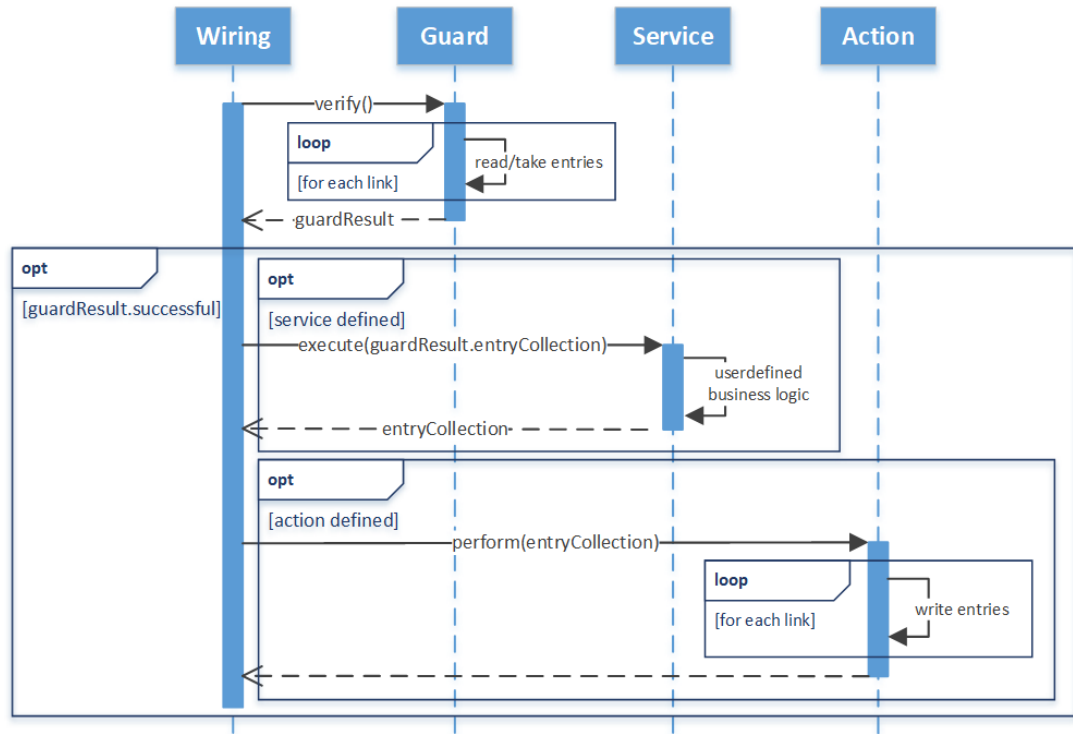 Wiring
Guard
Service
Action
verify()
loop
read/take entries
[for each link]
guardResult
opt
opt
[guardResult.successful]
[service defined]
execute(guardResult.entryCollection)
userdefined
business logic
entryCollection
opt
[action defined]
perform(entryCollection)
loop
write entries
[for each link]